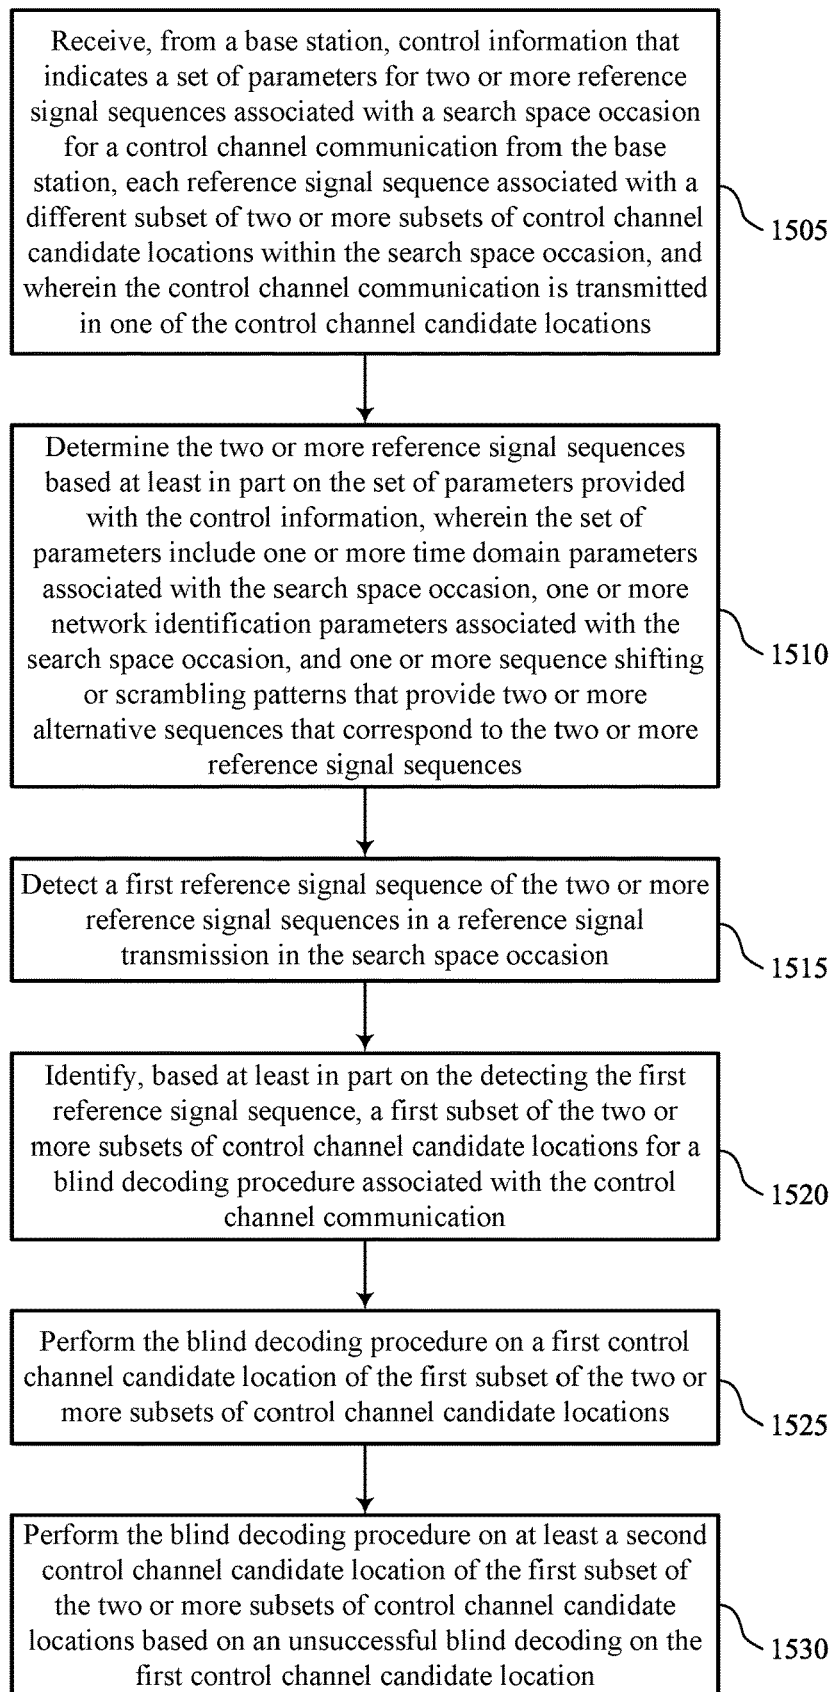 Receive, from a base station, control information that
indicates a set of parameters for two or more reference
signal sequences associated with a search space occasion
for a control channel communication from the base
station, each reference signal sequence associated with a
different subset of two or more subsets of control channel
candidate locations within the search space occasion, and
wherein the control channel communication is transmitted
in one of the control channel candidate locations
1505
Determine the two or more reference signal sequences
based at least in part on the set of parameters provided
with the control information, wherein the set of
parameters include one or more time domain parameters
associated with the search space occasion, one or more
network identification parameters associated with the
search space occasion, and one or more sequence shifting
or scrambling patterns that provide two or more
alternative sequences that correspond to the two or more
reference signal sequences
1510
Detect a first reference signal sequence of the two or more
reference signal sequences in a reference signal
transmission in the search space occasion
1515
Identify, based at least in part on the detecting the first
reference signal sequence, a first subset of the two or
more subsets of control channel candidate locations for a
blind decoding procedure associated with the control
channel communication
1520
Perform the blind decoding procedure on a first control
channel candidate location of the first subset of the two or
more subsets of control channel candidate locations
1525
Perform the blind decoding procedure on at least a second
control channel candidate location of the first subset of
the two or more subsets of control channel candidate
locations based on an unsuccessful blind decoding on the
first control channel candidate location
1530